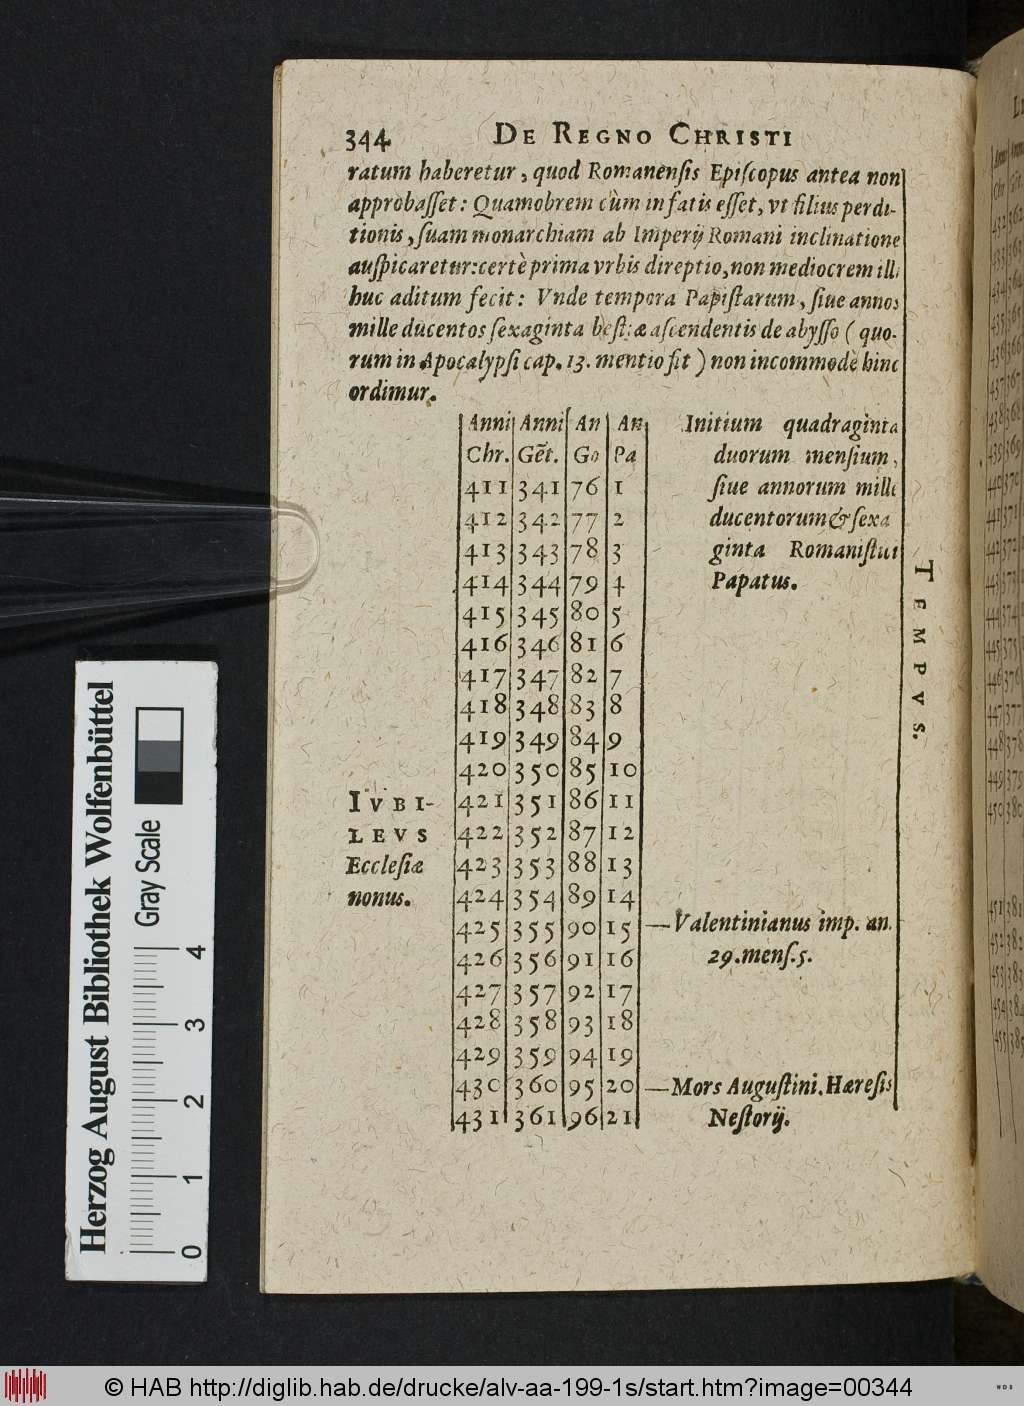 344 DE REGNO CHRISTI
ratum haberetur, quod Romanensis Episcopus antea non
approbasset: Quamobrem cùm in fatis esset, vt filius perdi-
tionis, suam monarchiam ab Imperij Romani inclinatione
auspicaretur: certè prima vrbis direptio, non mediocrem illi
huc aditum fecit: Vnde tempora Papistarum, siue annos
mille ducentos sexaginta bestiæ ascendentis de abysso ( quo-
rum in Apocalypsi cap. 13. mentio fit ) non incommodè hinc
ordimur.
Anni Anni An An
Chr. Gẽt. Go Pa
411 341 76 1
412 342 77 2
413 343 78 3
414 344 79 4
415 345 80 5
416 346 81 6
417 347 82 7
418 348 83 8
419 349 84 9
420 350 85 10
421 351 86 11
422 352 87 12
423 353 88 13
424 354 89 14
425 355 90 15
426 356 91 16
427 357 92 17
428 358 93 18
429 359 94 19
430 360 95 20
431 361 96 21
Initium quadraginta
duorum mensium,
siue annorum mille
ducentorum & sexa
ginta Romanistici
Papatus.
IVBI-
LEVS
Ecclesiæ
nonus.
—Valentinianus imp. an.
29. mens. 5.
—Mors Augustini. Hæresis
Nestorij.
TEMPVS.
Herzog August Bibliothek Wolfenbüttel
Gray Scale
0 1 2 3 4
© HAB http://diglib.hab.de/drucke/alv-aa-199-1s/start.htm?image=00344